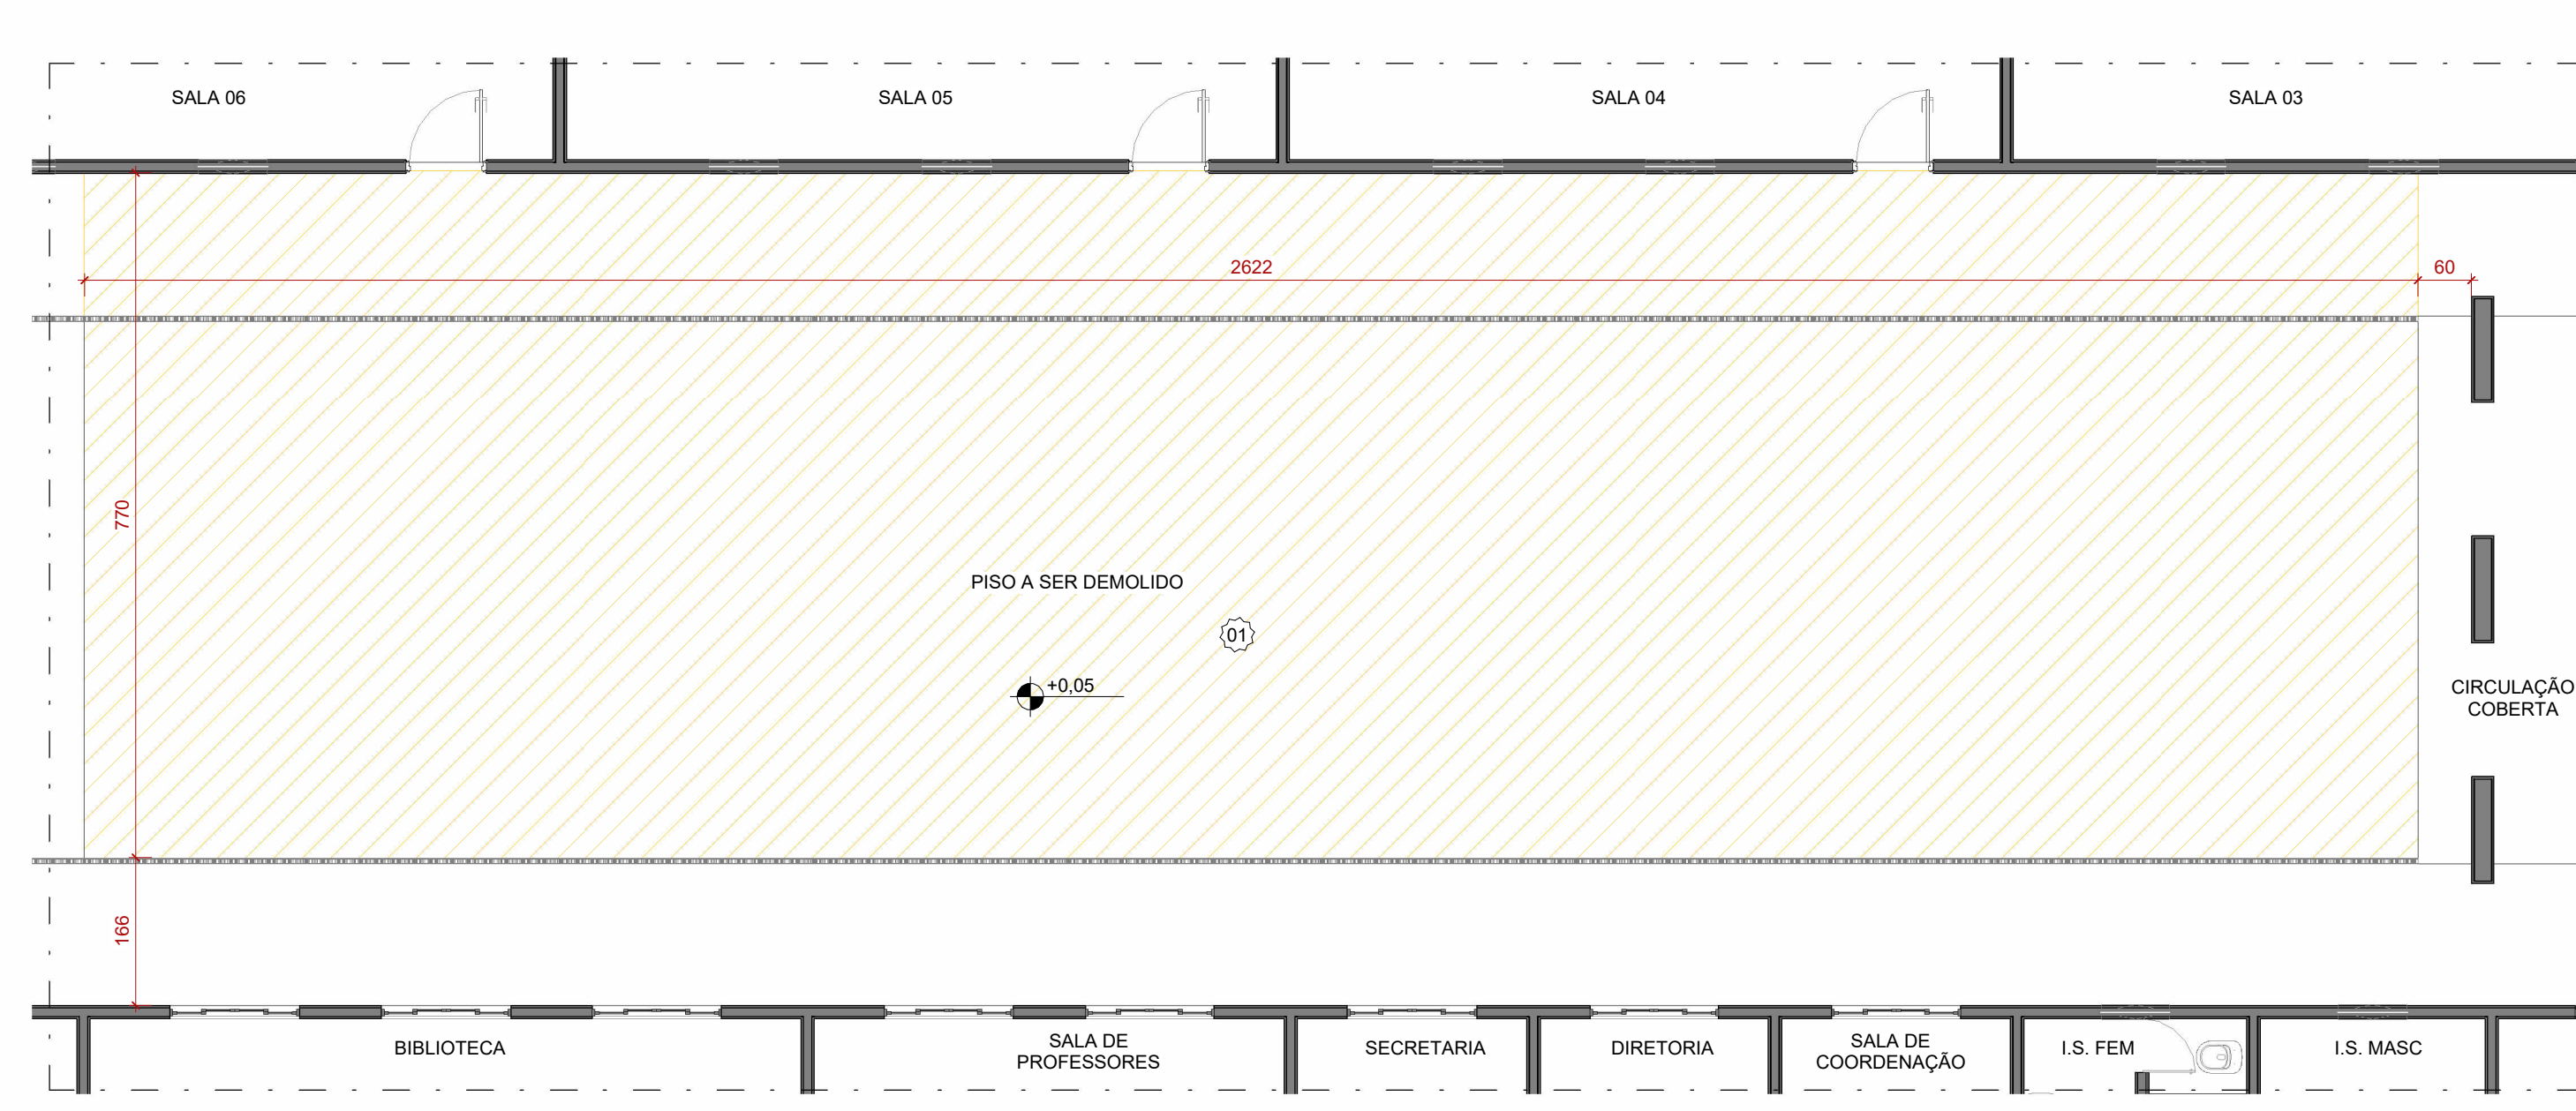 SALA 06
SALA 05
SALA 04
SALA 03
2622
60
770
PISO A SER DEMOLIDO
01
+0,05
CIRCULAÇÃO
COBERTA
166
BIBLIOTECA
SALA DE
PROFESSORES
SECRETARIA
DIRETORIA
SALA DE
COORDENAÇÃO
I.S. FEM
I.S. MASC